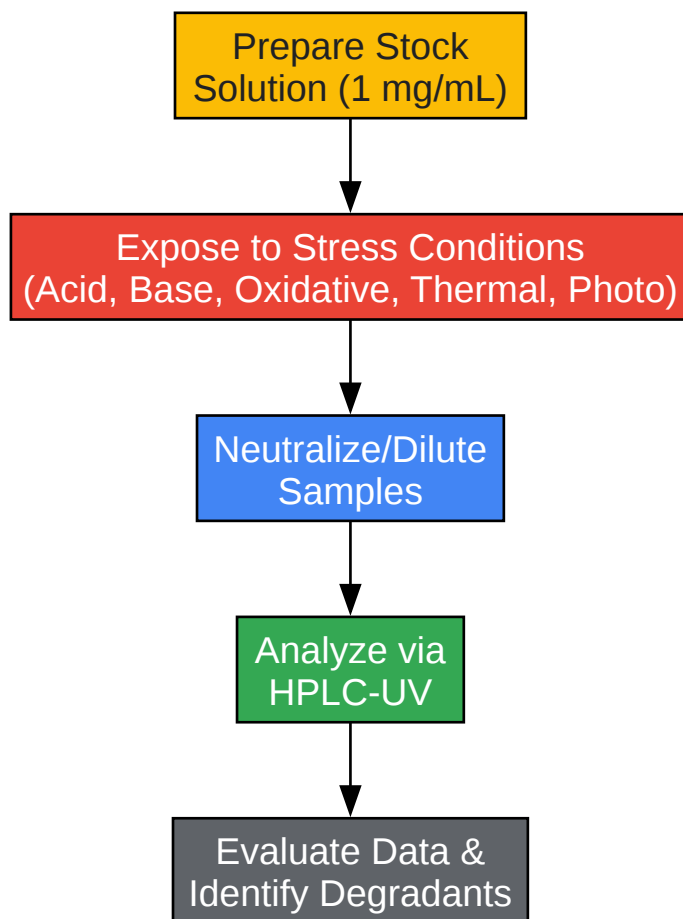 Prepare Stock
Solution (1 mg/mL)
Expose to Stress Conditions
(Acid, Base, Oxidative, Thermal, Photo)
Neutralize/Dilute
Samples
Analyze via
HPLC-UV
Evaluate Data &
Identify Degradants